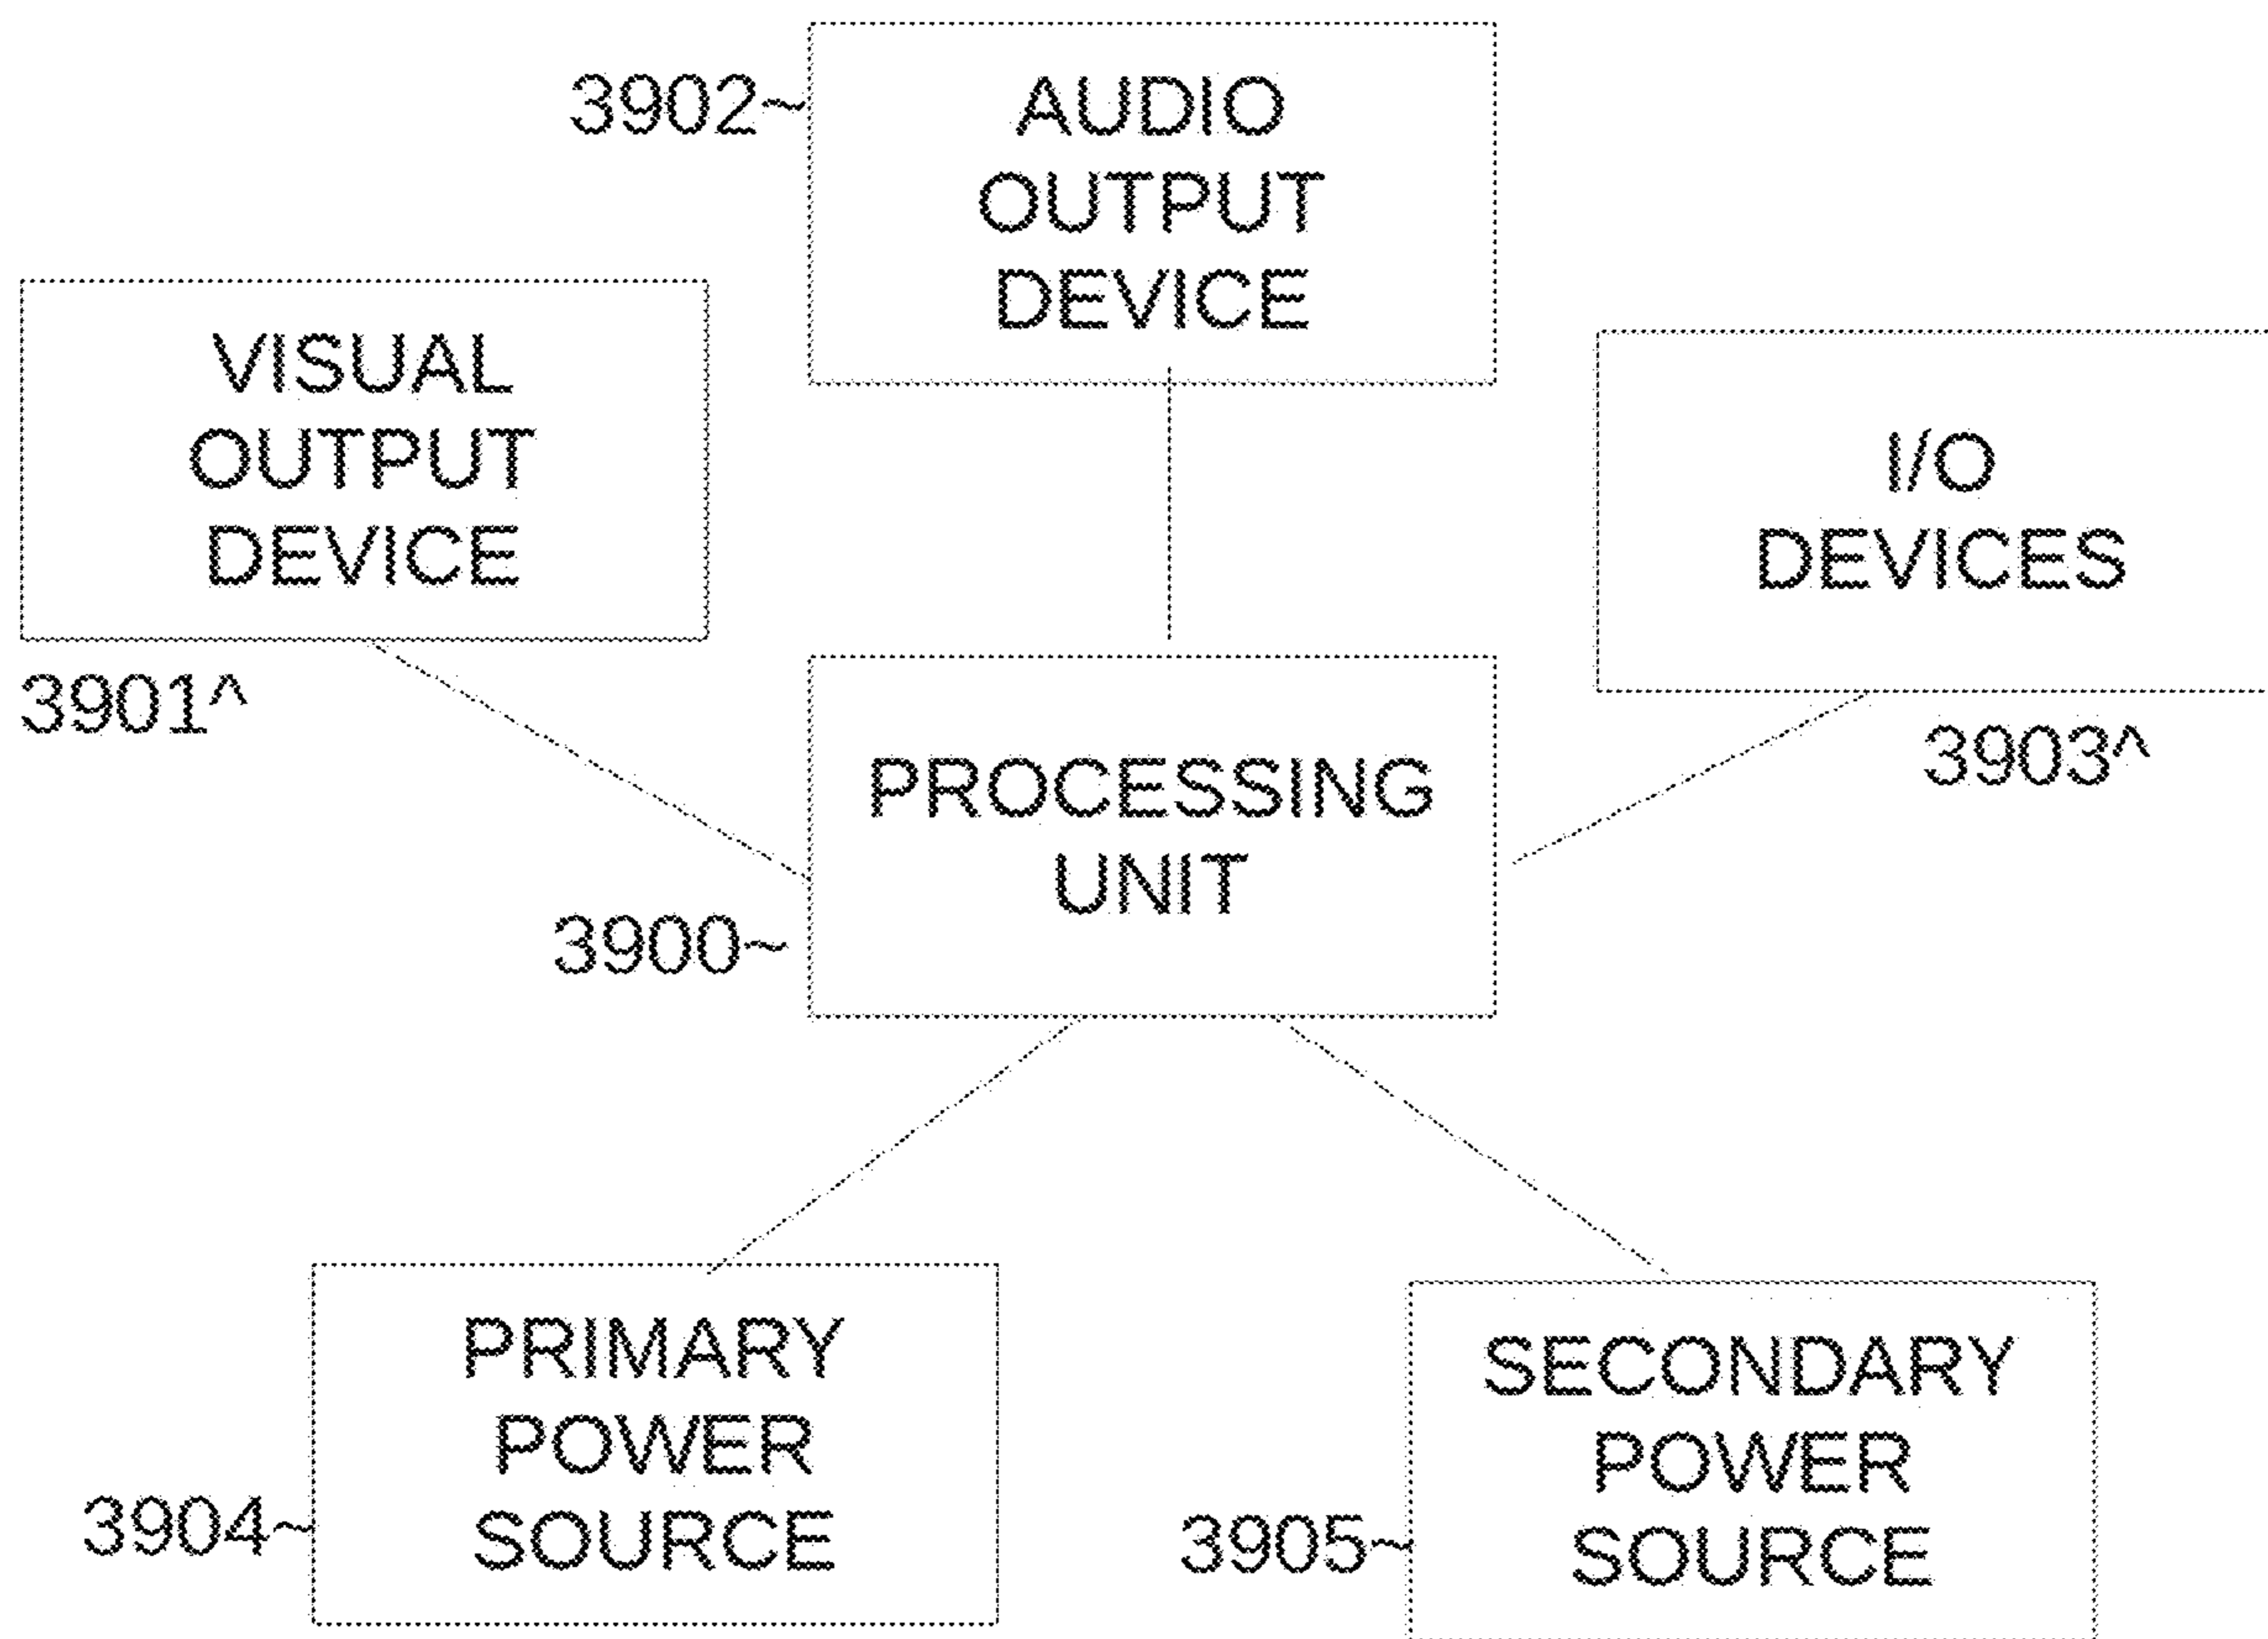 3902~
AUDIO
OUTPUT
DEVICE
VISUAL
OUTPUT
DEVICE
3901^
I/O
DEVICES
3903^
PROCESSING
UNIT
3900~
PRIMARY
POWER
SOURCE
3904~
SECONDARY
POWER
SOURCE
3905~